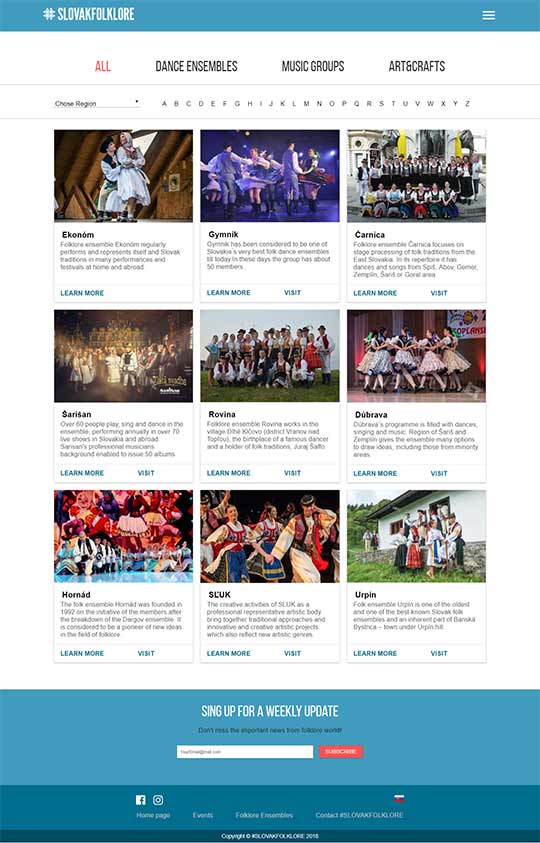 #SLOVAKFOLKLORE
ALL DANCE ENSEMBLES MUSIC GROUPS ART&CRAFTS
Chose Region A B C D E F G H I J K L M N O P Q R S T U V W X Y Z
Ekonóm
Folklore ensemble Ekonóm regularly
performs and represents itself and Slovak
traditions in many performances and
festivals at home and abroad.
LEARN MORE
Gymnik
Gymnik has been considered to be one of
Slovakia´s very best folk dance ensembles
till today.In these days the group has about
50 members.
LEARN MORE VISIT
Čarnica
Folklore ensemble Čarnica focuses on
stage processing of folk traditions from the
East Slovakia. In its repertoire it has
dances and songs from Spiš, Abov, Gemer,
Zemplín, Šariš or Goral area.
LEARN MORE VISIT
Šarišan
Over 60 people play, sing and dance in the
ensemble, performing annually in over 70
live shows in Slovakia and abroad.
Sarisan's professional musicians
background enabled to issue 50 albums.
LEARN MORE VISIT
Rovina
Folklore ensemble Rovina works in the
village Dlhé Klčovo (district Vranov nad
Topľou), the birthplace of a famous dancer
and a holder of folk traditions, Juraj Šaffo.
LEARN MORE VISIT
TOPLANSK
Dúbrava
Dúbrava´s programme is filled with dances,
singing and music. Region of Šariš and
Zemplín gives the ensemble many options
to draw ideas, including those from minority
areas.
LEARN MORE VISIT
Hornád
The folk ensemble Hornád was founded in
1992 on the initiative of the members after
the breakdown of the Dargov ensemble. It
is considered to be a pioneer of new ideas
in the field of folklore.
LEARN MORE VISIT
SĽUK
The creative activities of SLUK as a
professional representative artistic body
bring together traditional approaches and
innovative and creative artistic projects
which also reflect new artistic genres.
LEARN MORE VISIT
Urpín
Folk ensemble Urpín is one of the oldest
and one of the best-known Slovak folk
ensembles and an inherent part of Banská
Bystrica – town under Urpín hill.
LEARN MORE VISIT
SING UP FOR A WEEKLY UPDATE
Don't miss the important news from folklore world!
YourEmail@mail.com SUBSCRIBE
Home page Events Folklore Ensembles Contact #SLOVAKFOLKLORE
Copyright © #SLOVAKFOLKLORE 2018